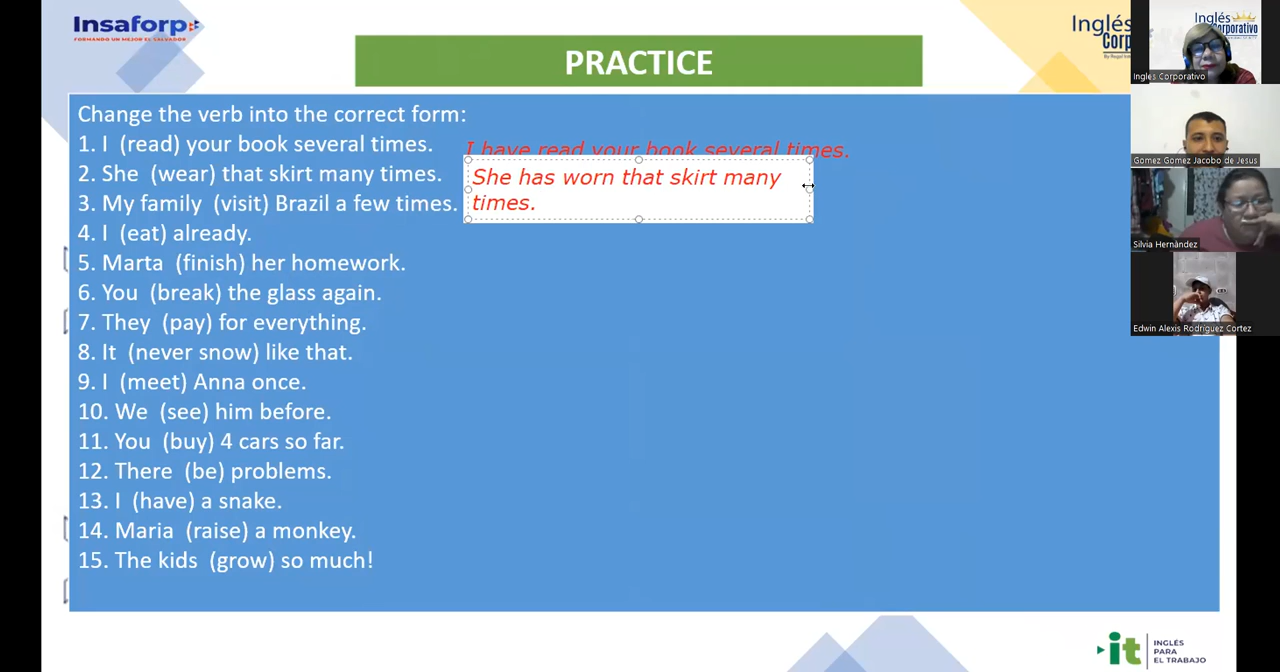 Insaforp
FORMANDO UN MEJOR EL SALVADOR
PRACTICE
Inglés
Corp
Inglés
Corporativo
Ingles Corporativo
Gomez Gomez Jacobo de Jesus
Silvia Hernández
Edwin Alexis Rodríguez Cortez
Change the verb into the correct form:
1. I (read) your book several times.
I have read your book several times.
2. She (wear) that skirt many times.
She has worn that skirt many
times.
3. My family (visit) Brazil a few times.
4. I (eat) already.
5. Marta (finish) her homework.
6. You (break) the glass again.
7. They (pay) for everything.
8. It (never snow) like that.
9. I (meet) Anna once.
10. We (see) him before.
11. You (buy) 4 cars so far.
12. There (be) problems.
13. I (have) a snake.
14. Maria (raise) a monkey.
15. The kids (grow) so much!
it
INGLÉS
PARA
EL TRABAJO